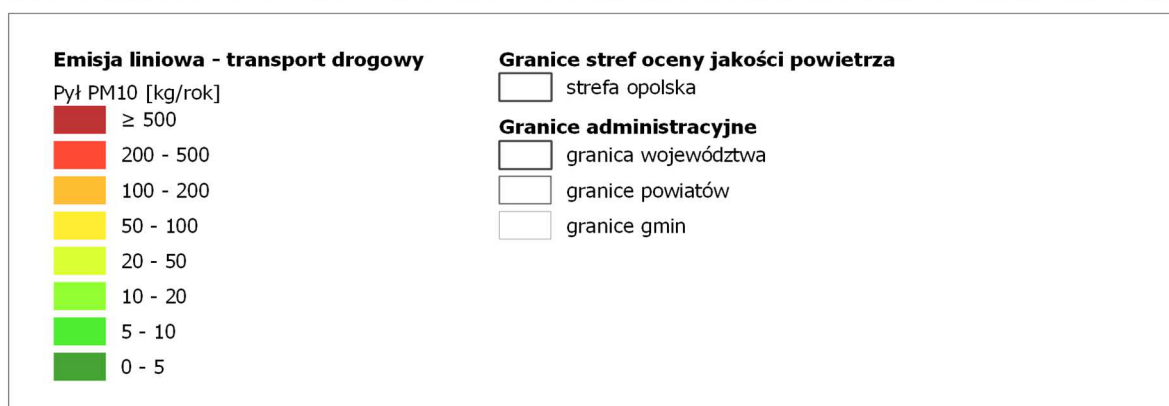 Emisja liniowa - transport drogowy
Pył PM10 [kg/rok]
≥ 500
200 - 500
100 - 200
50 - 100
20 - 50
10 - 20
5 - 10
0 - 5
Granice stref oceny jakości powietrza
strefa opolska
Granice administracyjne
granica województwa
granice powiatów
granice gmin